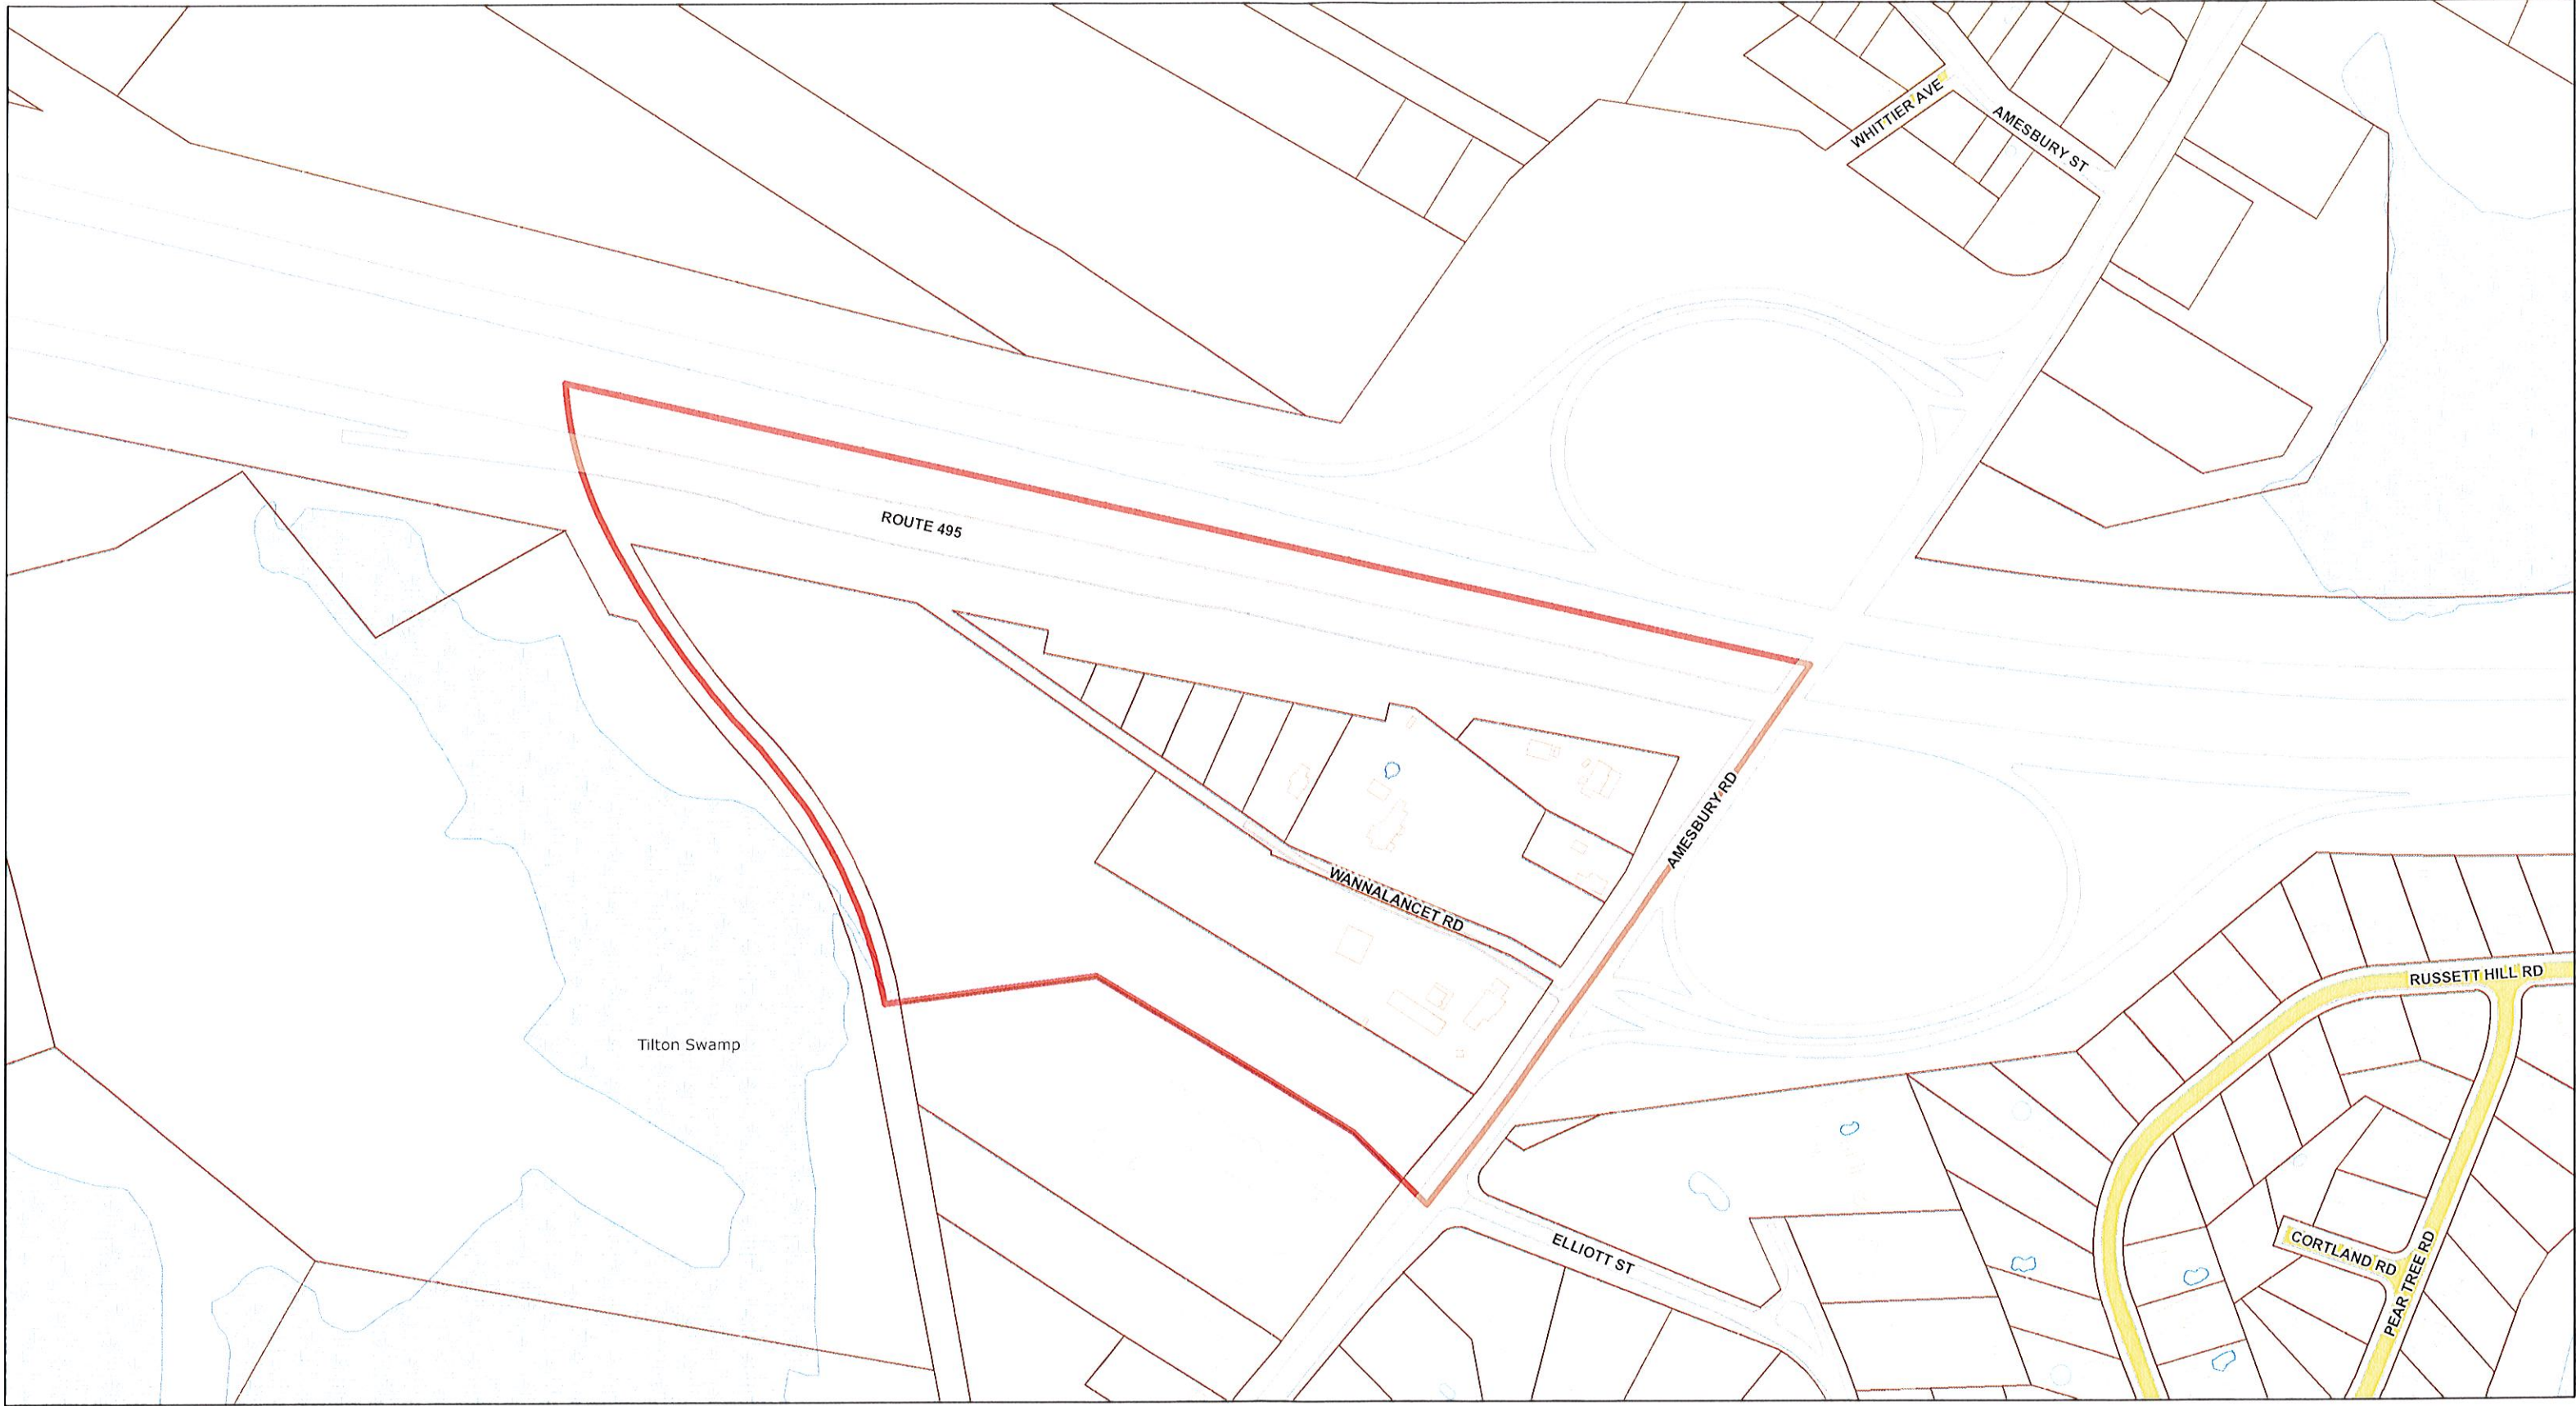 WHITTIER AVE
AMESBURY ST
ROUTE 495
AMESBURY RD
WANNALANCET RD
RUSSETT HILL RD
Tilton Swamp
ELLIOTT ST
CORTLAND RD
PEAR TREE RD